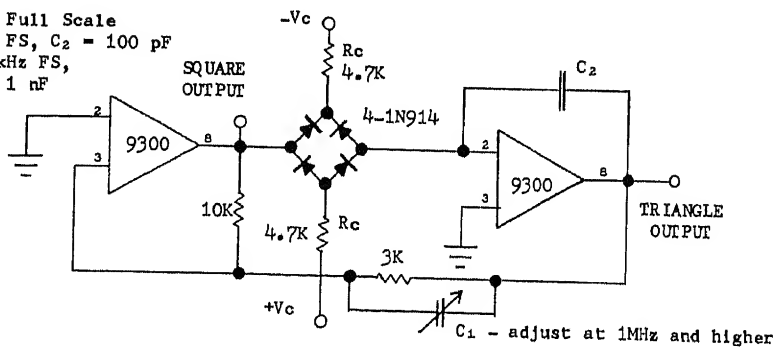 Full Scale
FS, C2 = 100 pF
kHz FS,
1 nF
-Vc
Rc
4.7K
SQUARE
OUTPUT
C2
4-1N914
2
9300
8
3
2
9300
8
3
10K
4.7K
Rc
TRIANGLE
OUTPUT
3K
+Vc
C1 - adjust at 1MHz and higher